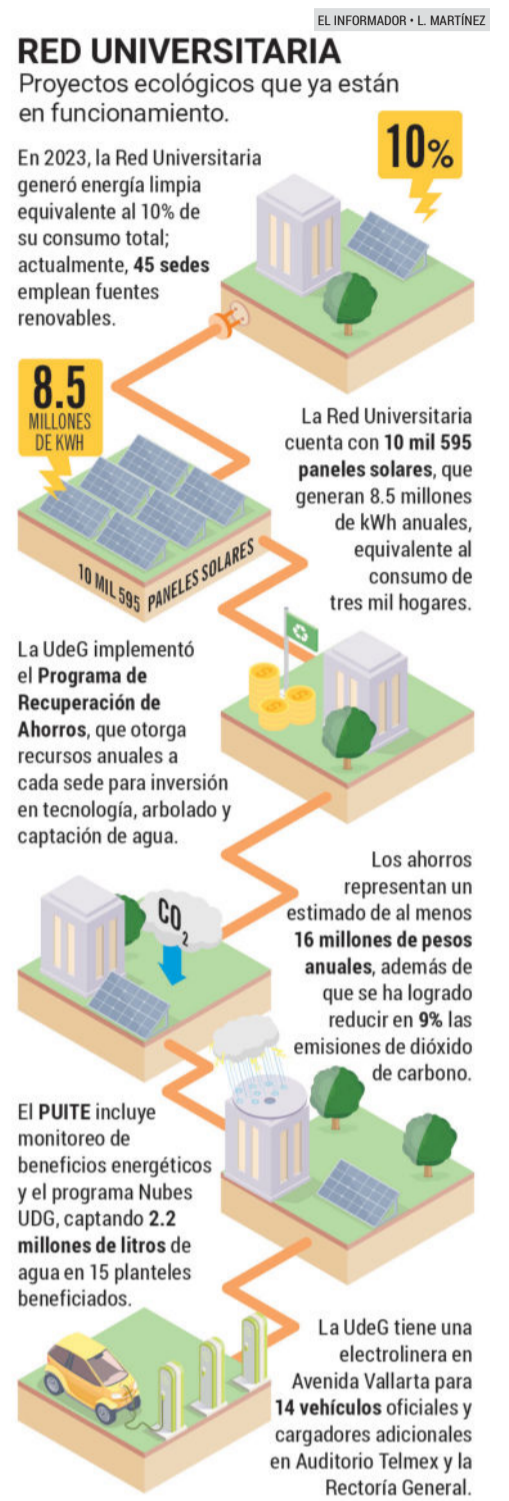 EL INFORMADOR • L. MARTÍNEZ
RED UNIVERSITARIA
Proyectos ecológicos que ya están
en funcionamiento.
10%
En 2023, la Red Universitaria
generó energía limpia
equivalente al 10% de
su consumo total;
actualmente, 45 sedes
emplean fuentes
renovables.
8.5
MILLONES
DE KWH
10 MIL 595 PANELES SOLARES
La Red Universitaria
cuenta con 10 mil 595
paneles solares, que
generan 8.5 millones
de kWh anuales,
equivalente al
consumo de
tres mil hogares.
La UdeG implementó
el Programa de
Recuperación de
Ahorros, que otorga
recursos anuales a
cada sede para inversión
en tecnología, arbolado y
captación de agua.
CO2
Los ahorros
representan un
estimado de al menos
16 millones de pesos
anuales, además de
que se ha logrado
reducir en 9% las
emisiones de dióxido
de carbono.
El PUITE incluye
monitoreo de
beneficios energéticos
y el programa Nubes
UDG, captando 2.2
millones de litros de
agua en 15 planteles
beneficiados.
La UdeG tiene una
electrolinera en
Avenida Vallarta para
14 vehículos oficiales y
cargadores adicionales
en Auditorio Telmex y la
Rectoría General.